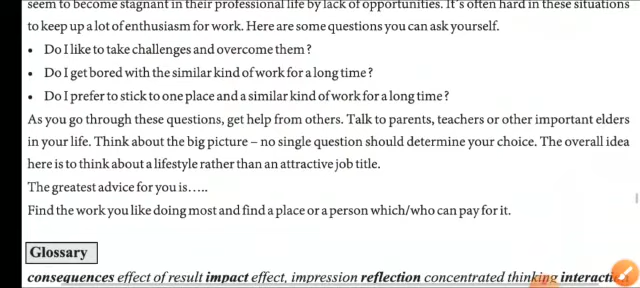 seem to become stagnant in their professional life by lack of opportunities. It's often hard in these situations
to keep up a lot of enthusiasm for work. Here are some questions you can ask yourself.
• Do I like to take challenges and overcome them?
• Do I get bored with the similar kind of work for a long time?
• Do I prefer to stick to one place and a similar kind of work for a long time?
As you go through these questions, get help from others. Talk to parents, teachers or other important elders
in your life. Think about the big picture – no single question should determine your choice. The overall idea
here is to think about a lifestyle rather than an attractive job title.
The greatest advice for you is.....
Find the work you like doing most and find a place or a person which/who can pay for it.
Glossary
consequences effect of result impact effect, impression reflection concentrated thinking